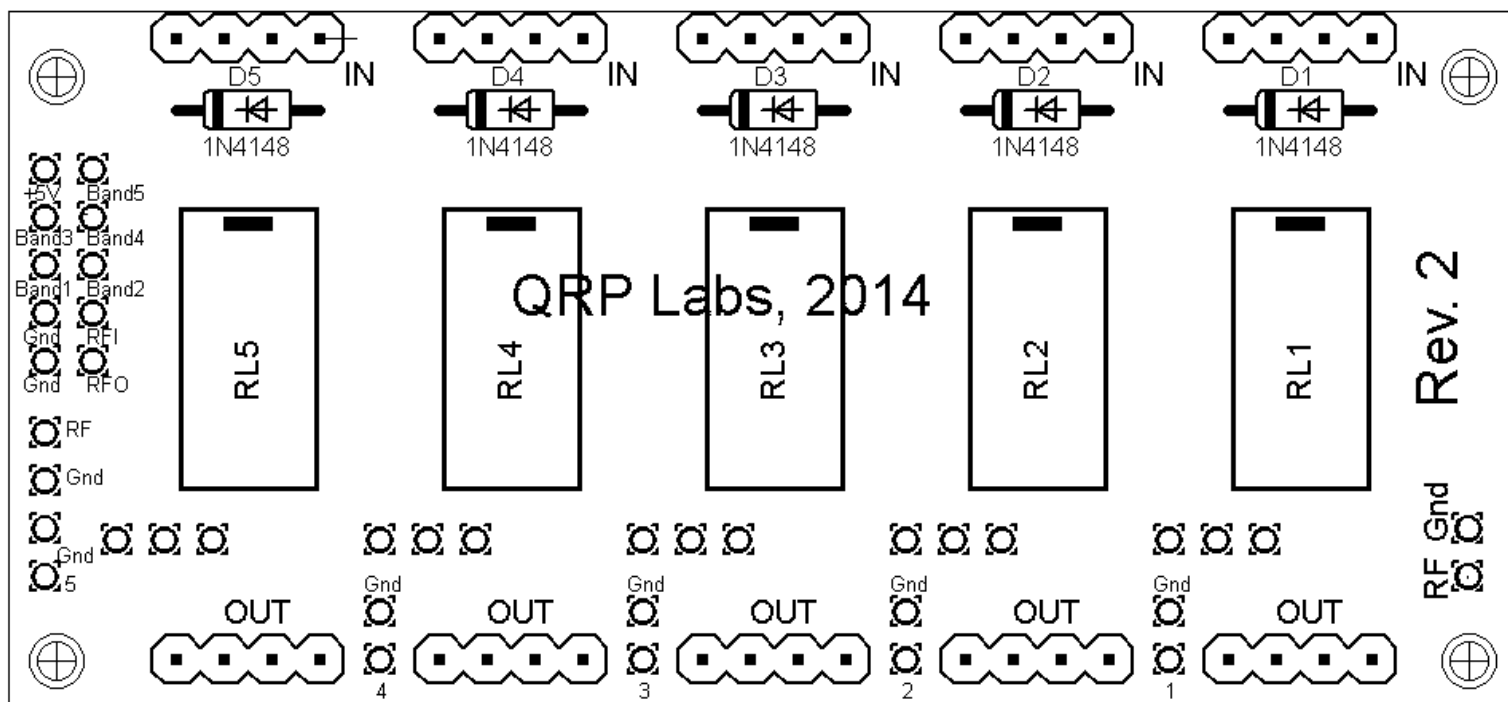 IN IN IN IN IN
D5 D4 D3 D2 D1
1N4148 1N4148 1N4148 1N4148 1N4148
+5V Band5
Band3 Band4
Band1 Band2
Gnd RFI
Gnd RFO
RF
Gnd
Gnd
5
QRP Labs, 2014
RL5 RL4 RL3 RL2 RL1
Rev. 2
Gnd
RF
Gnd Gnd Gnd Gnd
OUT OUT OUT OUT OUT
4 3 2 1